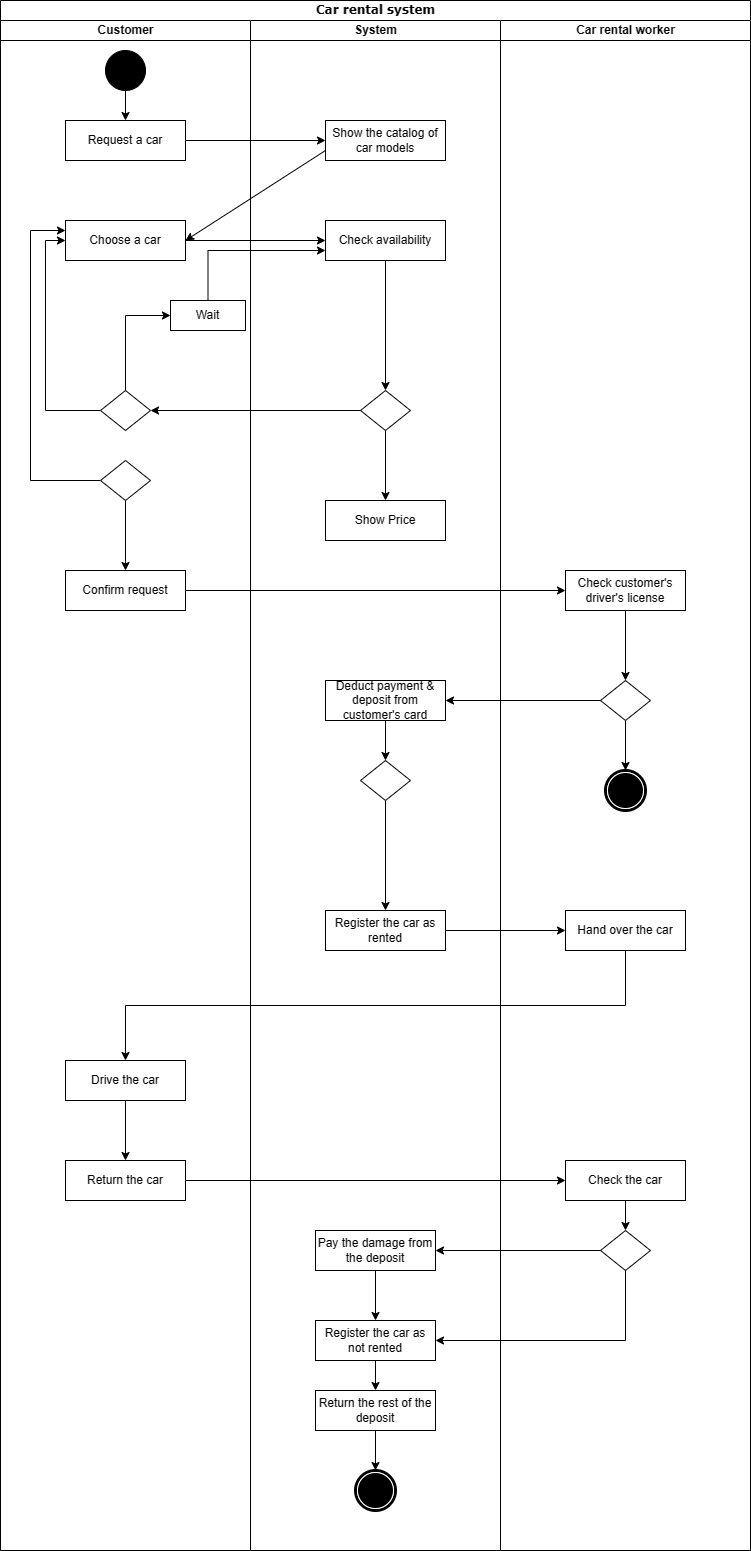 Car rental system
Customer
System
Car rental worker
Request a car
Show the catalog of
car models
Choose a car
Check availability
Wait
Show Price
Confirm request
Check customer's
driver's license
Deduct payment &
deposit from
customer's card
Register the car as
rented
Hand over the car
Drive the car
Return the car
Check the car
Pay the damage from
the deposit
Register the car as
not rented
Return the rest of the
deposit